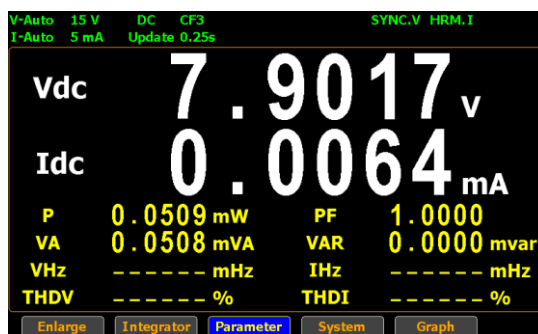 V-Auto 15 V DC CF3 SYNC.V HRM.I
I-Auto 5 mA Update 0.25s
Vdc 7.9017 V
Idc 0.0064 mA
P 0.0509 mW PF 1.0000
VA 0.0508 mVA VAR 0.0000 mvar
VHz ------ mHz IHz ------ mHz
THDV ------ % THDI ------ %
Enlarge Integrator Parameter System Graph